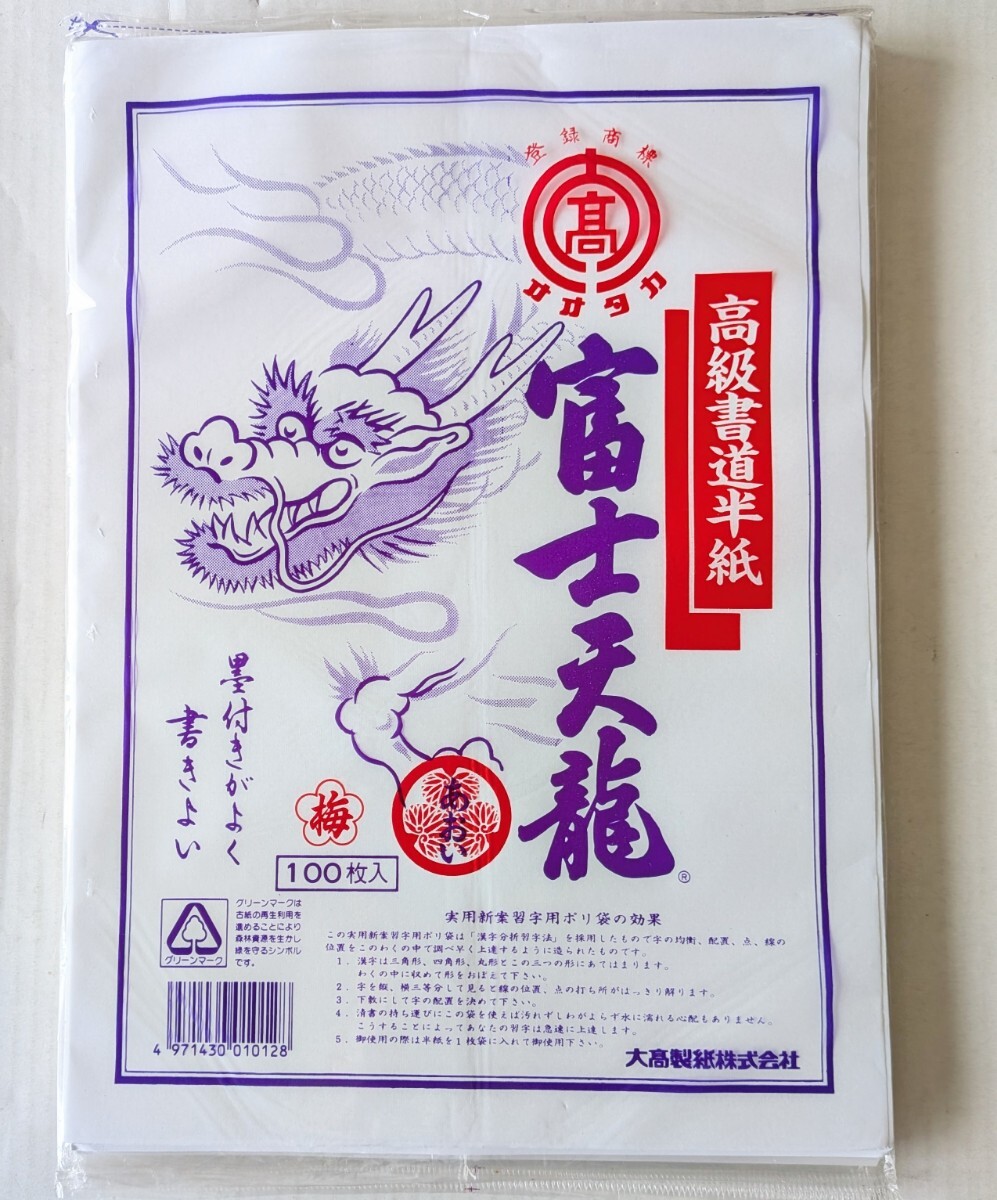 登録商標
髙
オオタカ
高級書道半紙
富士天龍
®
墨付きがよく
書きよい
梅
あおい
100枚入
グリーンマークは
古紙の再生利用を
進めることにより
森林資源を生かし
緑を守るシンボル
です。
グリーンマーク
4 971430 010128
実用新案習字用ポリ袋の効果
この実用新案習字用ポリ袋は「漢字分折習字法」を採用したもので字の均衡、配置、点、線の
位置をこのわくの中で調べ早く上達するように造られたものです。
1. 漢字は三角形、四角形、丸形とこの三つの形にあてはまります。
わくの中に収めて形をおぼえて下さい。
2. 字を縦、横三等分して見ると線の位置、点の打ち所がはっきり解ります。
3. 下敷にして字の配置を決めて下さい。
4. 清書の持ち運びにこの袋を使えば汚れずしわがよらず水に濡れる心配もありません。
こうすることによってあなたの習字は急速に上達します。
5. 御使用の際は半紙を1枚袋に入れて御使用下さい。
大髙製紙株式会社